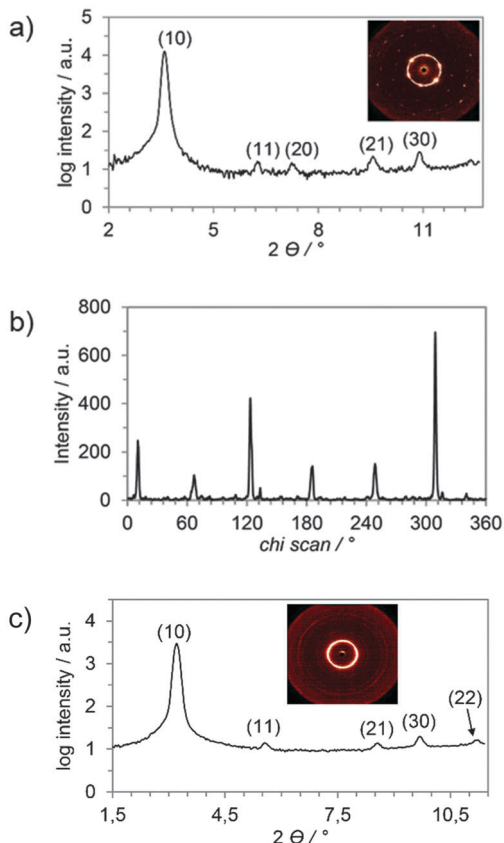 a)
log intensity / a.u.
5
4
3
2
1
0
(10)
(11) (20)
(21) (30)
2 5 8 11
2 Θ / °
b)
Intensity / a.u.
800
600
400
200
0
0 60 120 180 240 300 360
chi scan / °
c)
log intensity / a.u.
4
3
2
1
0
(10)
(11)
(21) (30)
(22)
1,5 4,5 7,5 10,5
2 Θ / °